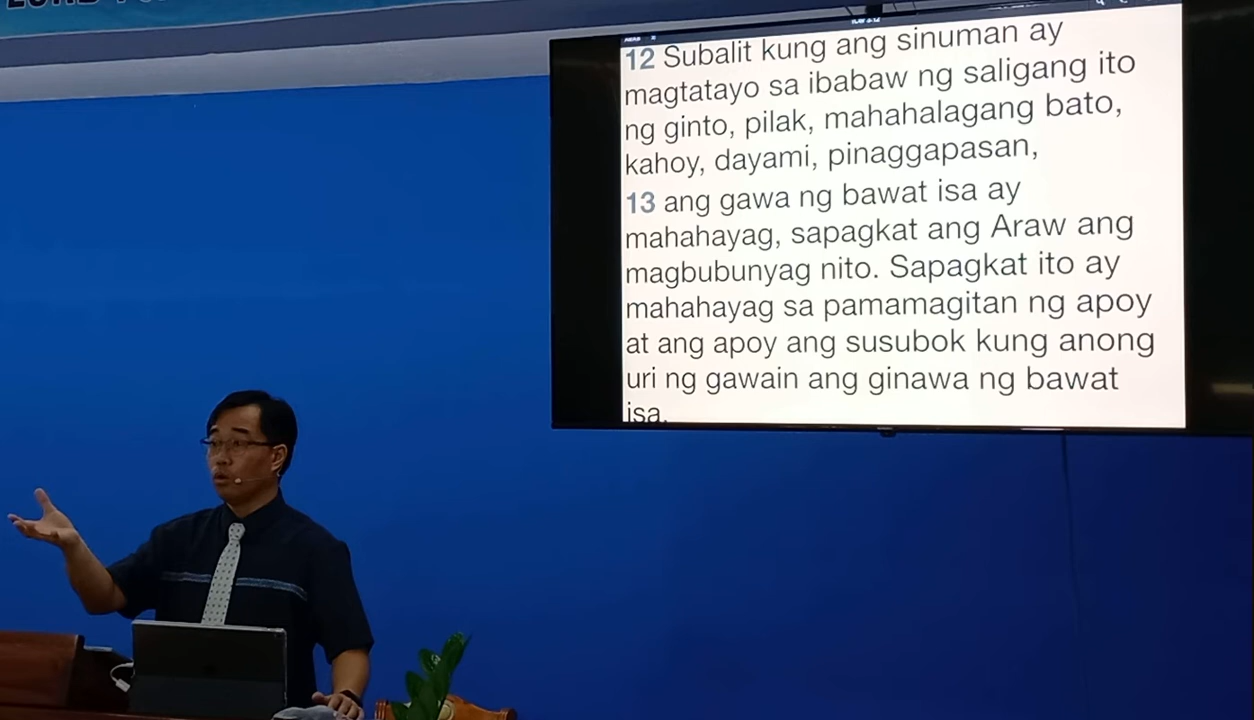 12 Subalit kung ang sinuman ay
magtatayo sa ibabaw ng saligang ito
ng ginto, pilak, mahahalagang bato,
kahoy, dayami, pinaggapasan,
13 ang gawa ng bawat isa ay
mahahayag, sapagkat ang Araw ang
magbubunyag nito. Sapagkat ito ay
mahahayag sa pamamagitan ng apoy
at ang apoy ang susubok kung anong
uri ng gawain ang ginawa ng bawat
isa.